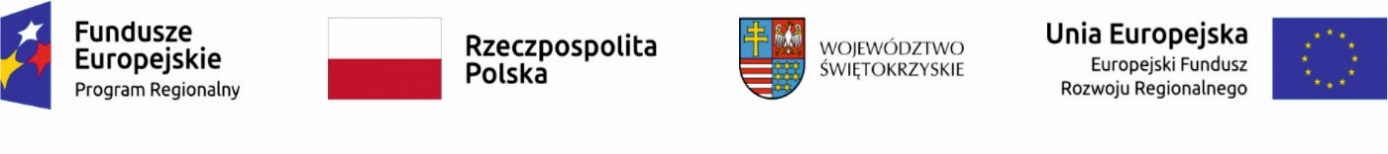 Fundusze
Europejskie
Program Regionalny
Rzeczpospolita
Polska
WOJEWÓDZTWO
ŚWIĘTOKRZYSKIE
Unia Europejska
Europejski Fundusz
Rozwoju Regionalnego